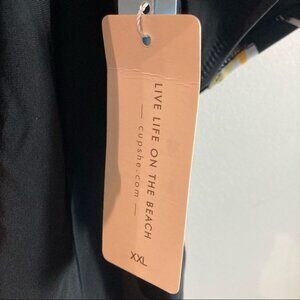 LIVE LIFE ON THE BEACH
— cupshe.com —
XXL